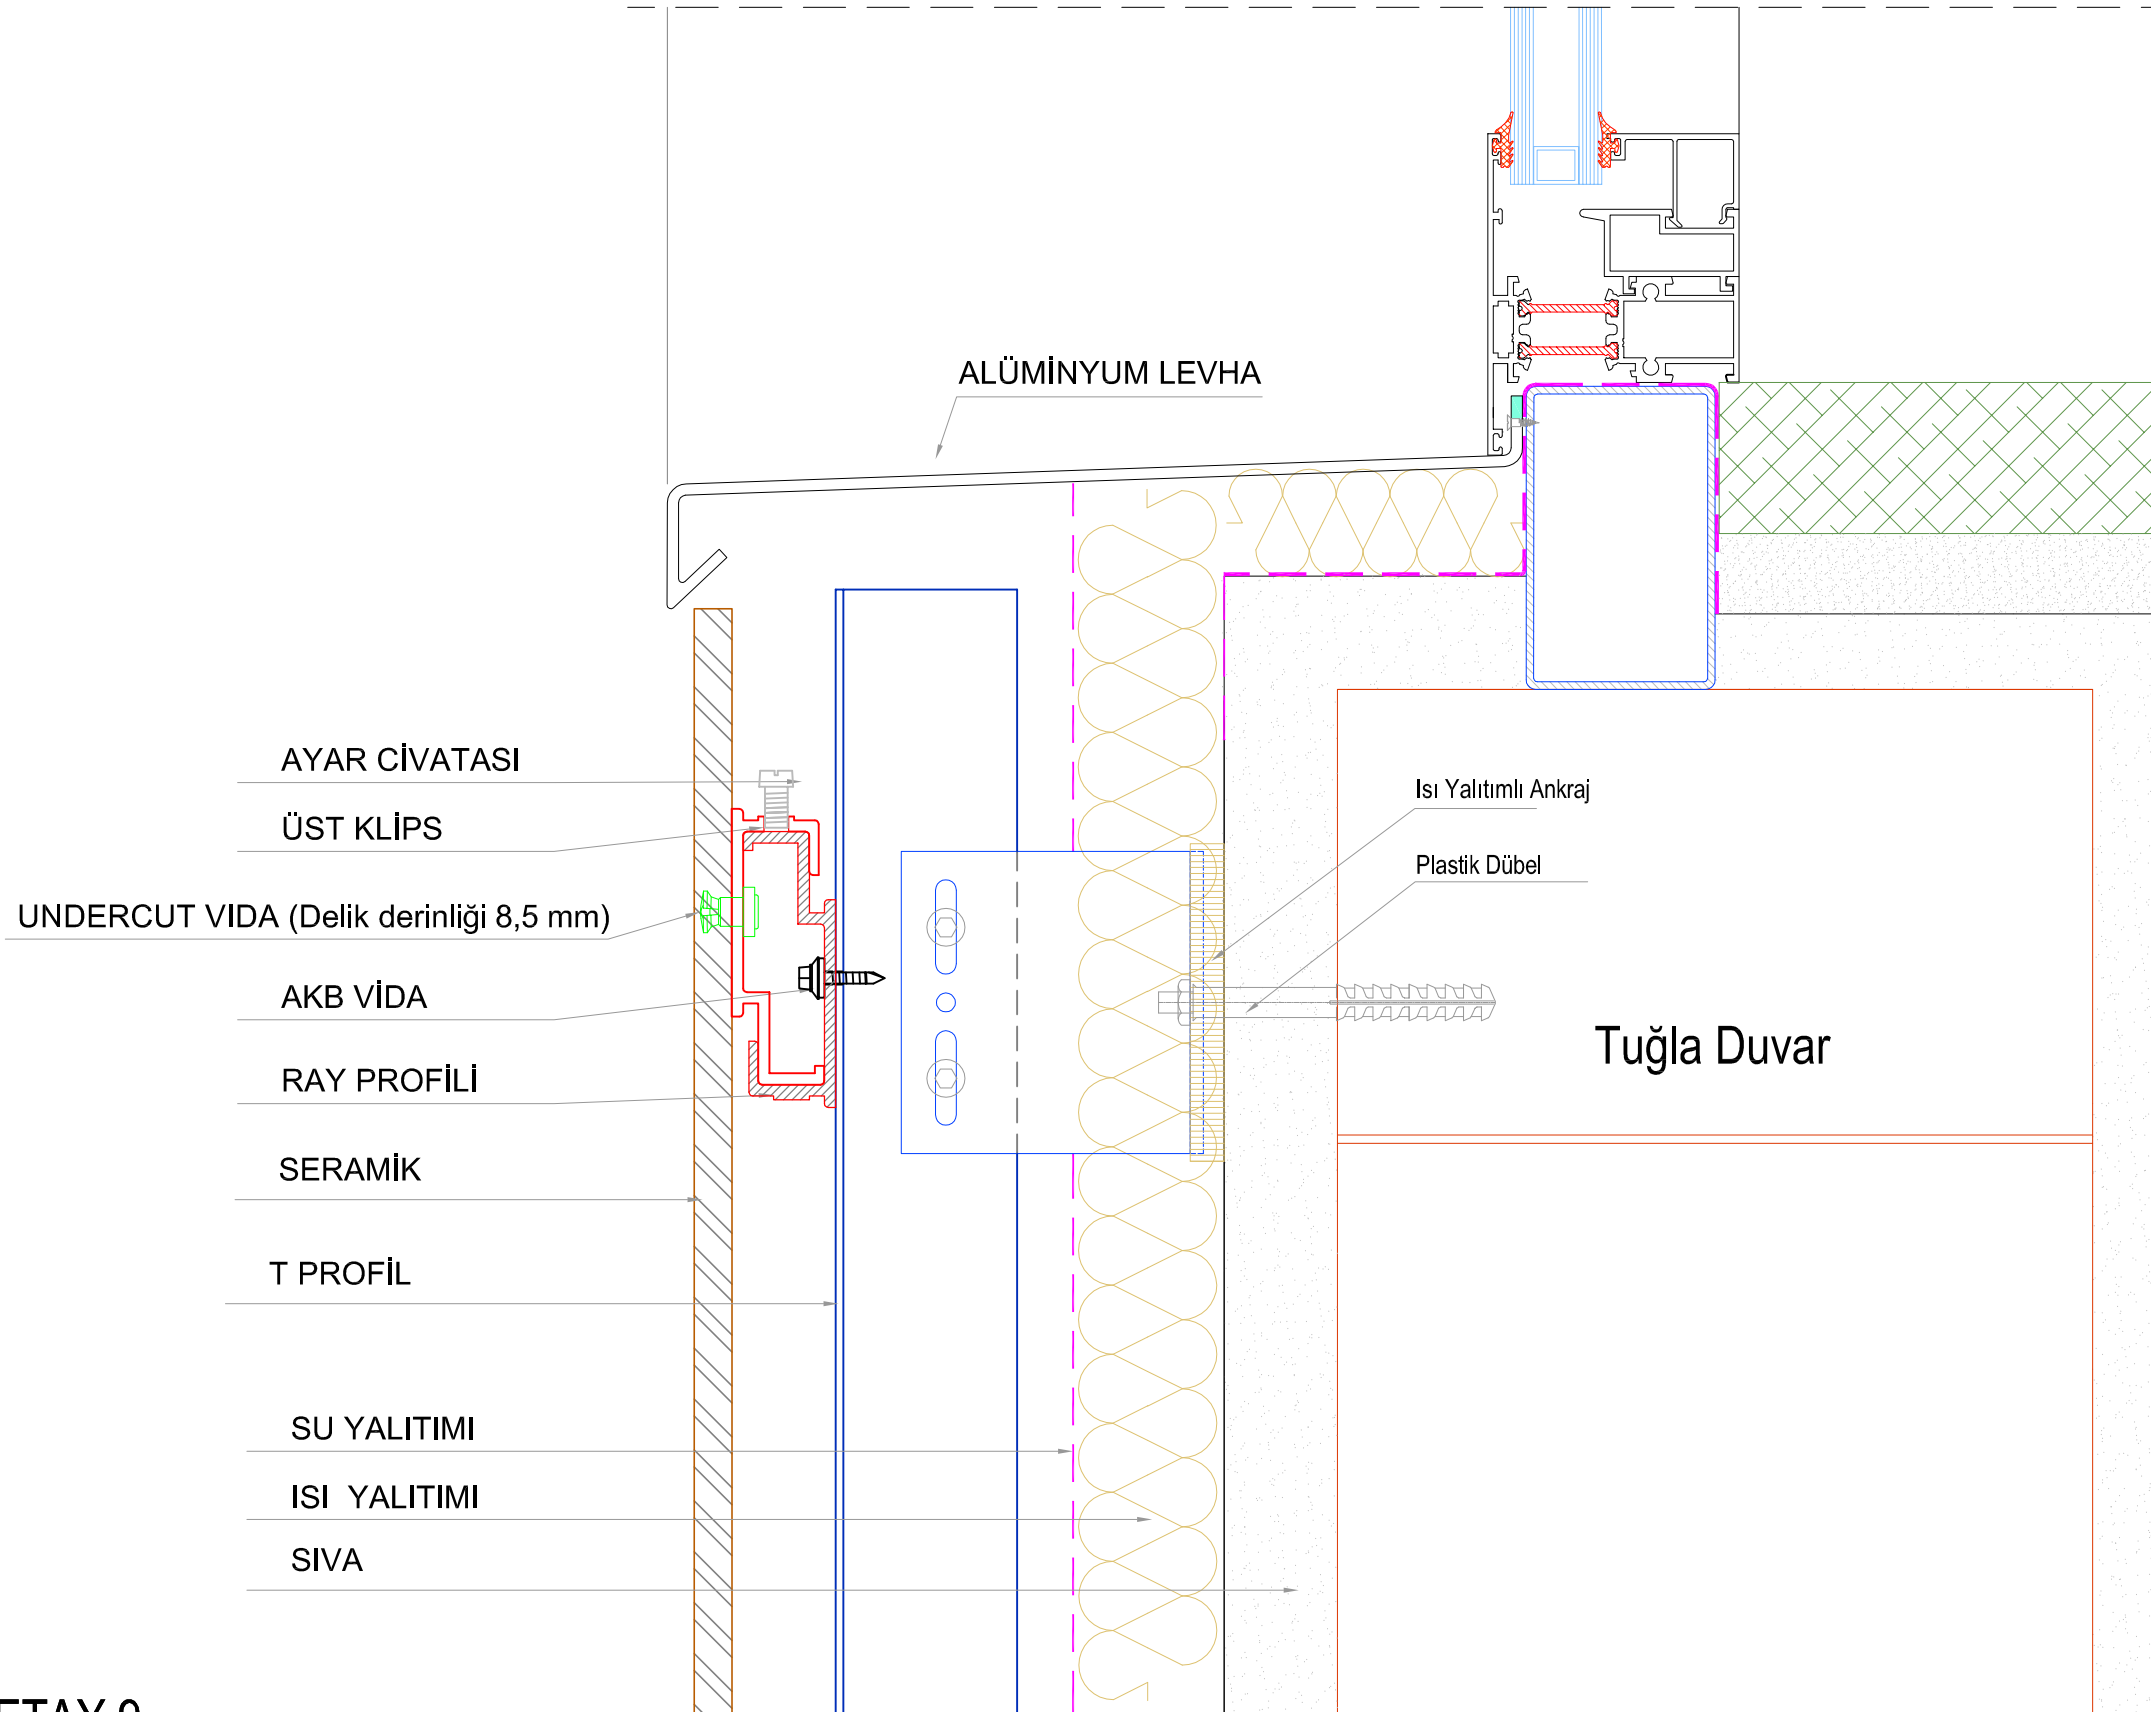 ALÜMİNYUM LEVHA
AYAR CİVATASI
ÜST KLİPS
UNDERCUT VIDA (Delik derinliği 8,5 mm)
AKB VİDA
RAY PROFİLİ
SERAMİK
T PROFİL
SU YALITIMI
ISI YALITIMI
SIVA
Isı Yalıtımlı Ankraj
Plastik Dübel
Tuğla Duvar